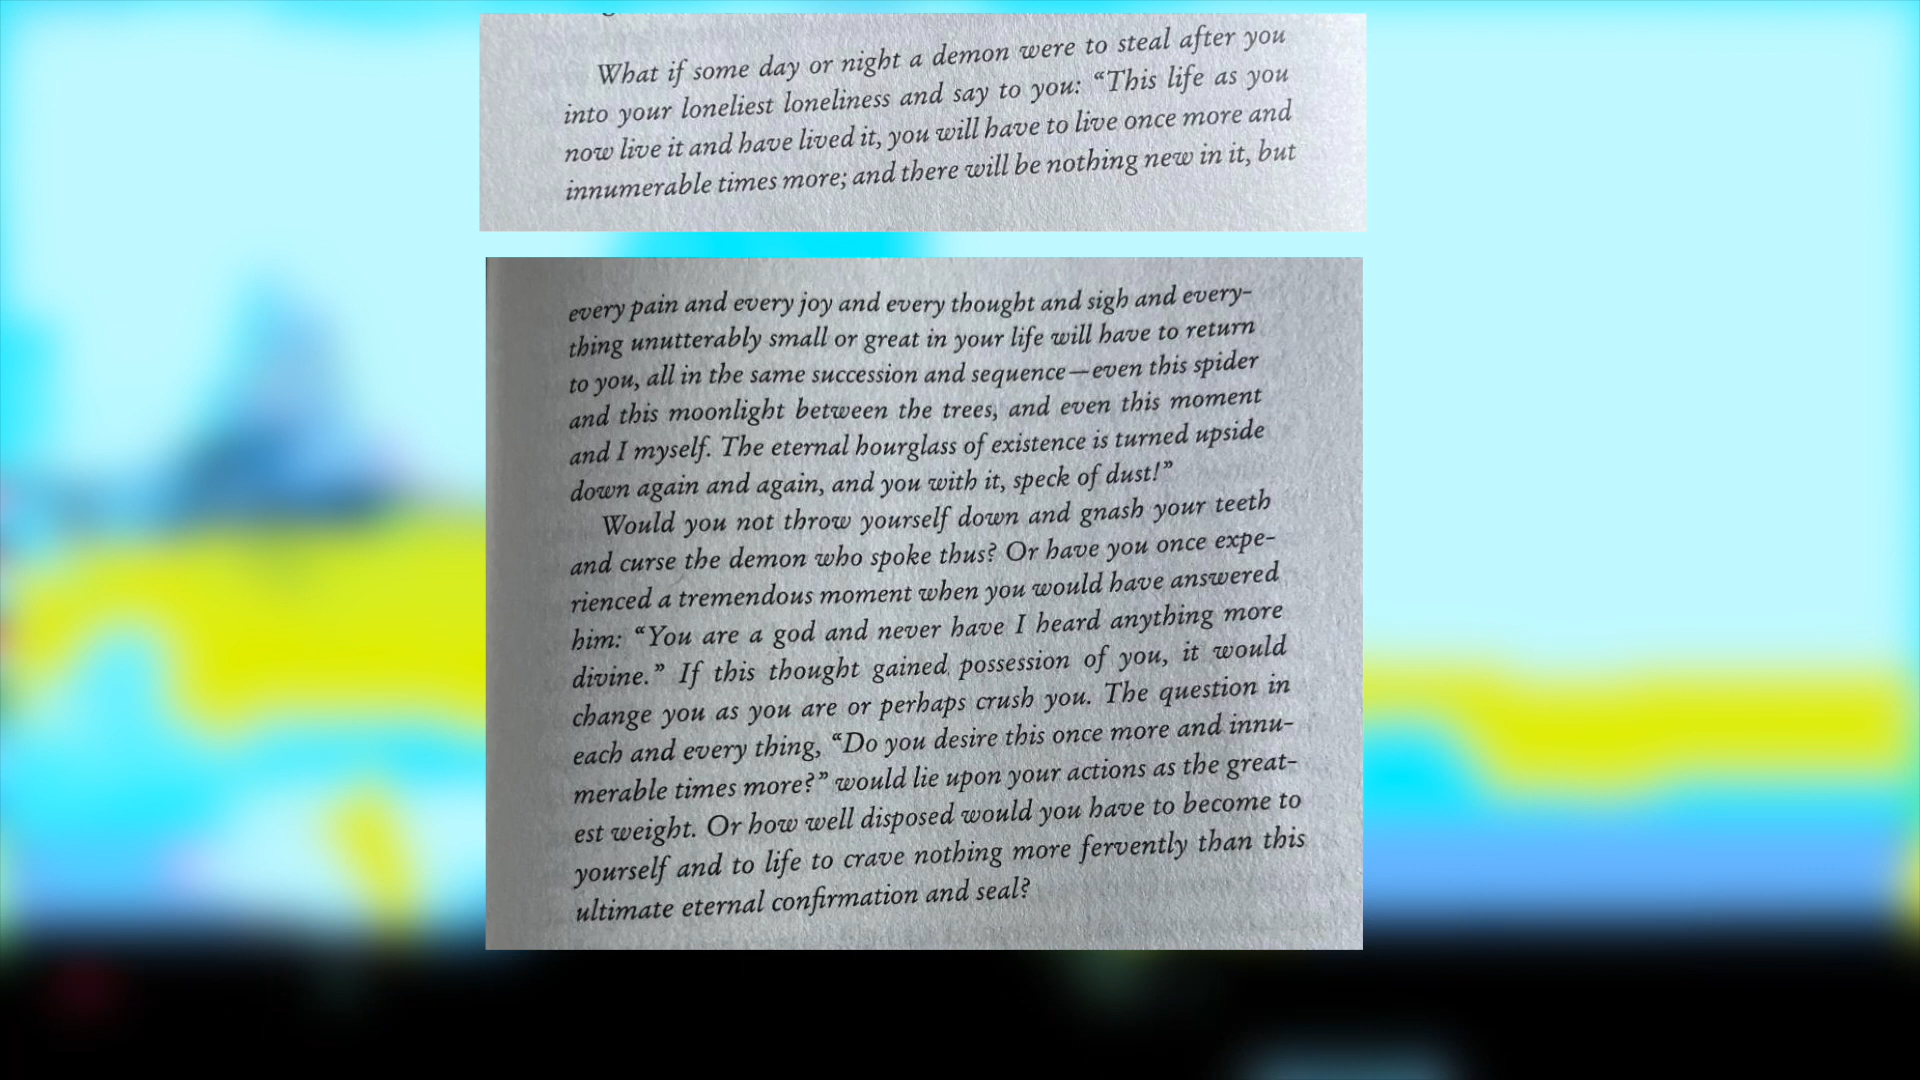 What if some day or night a demon were to steal after you
into your loneliest loneliness and say to you: “This life as you
now live it and have lived it, you will have to live once more and
innumerable times more; and there will be nothing new in it, but
every pain and every joy and every thought and sigh and every-
thing unutterably small or great in your life will have to return
to you, all in the same succession and sequence—even this spider
and this moonlight between the trees, and even this moment
and I myself. The eternal hourglass of existence is turned upside
down again and again, and you with it, speck of dust!”
Would you not throw yourself down and gnash your teeth
and curse the demon who spoke thus? Or have you once expe-
rienced a tremendous moment when you would have answered
him: “You are a god and never have I heard anything more
divine.” If this thought gained possession of you, it would
change you as you are or perhaps crush you. The question in
each and every thing, “Do you desire this once more and innu-
merable times more?” would lie upon your actions as the great-
est weight. Or how well disposed would you have to become to
yourself and to life to crave nothing more fervently than this
ultimate eternal confirmation and seal?